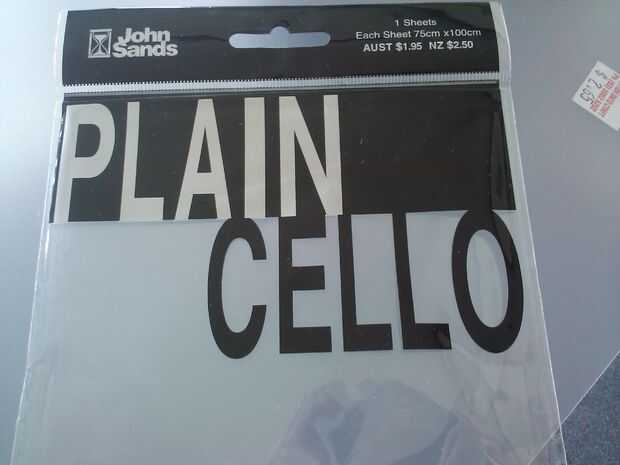 John
Sands
1 Sheets
Each Sheet 75cm x100cm
AUST $1.95 NZ $2.50
PLAIN
CELLO